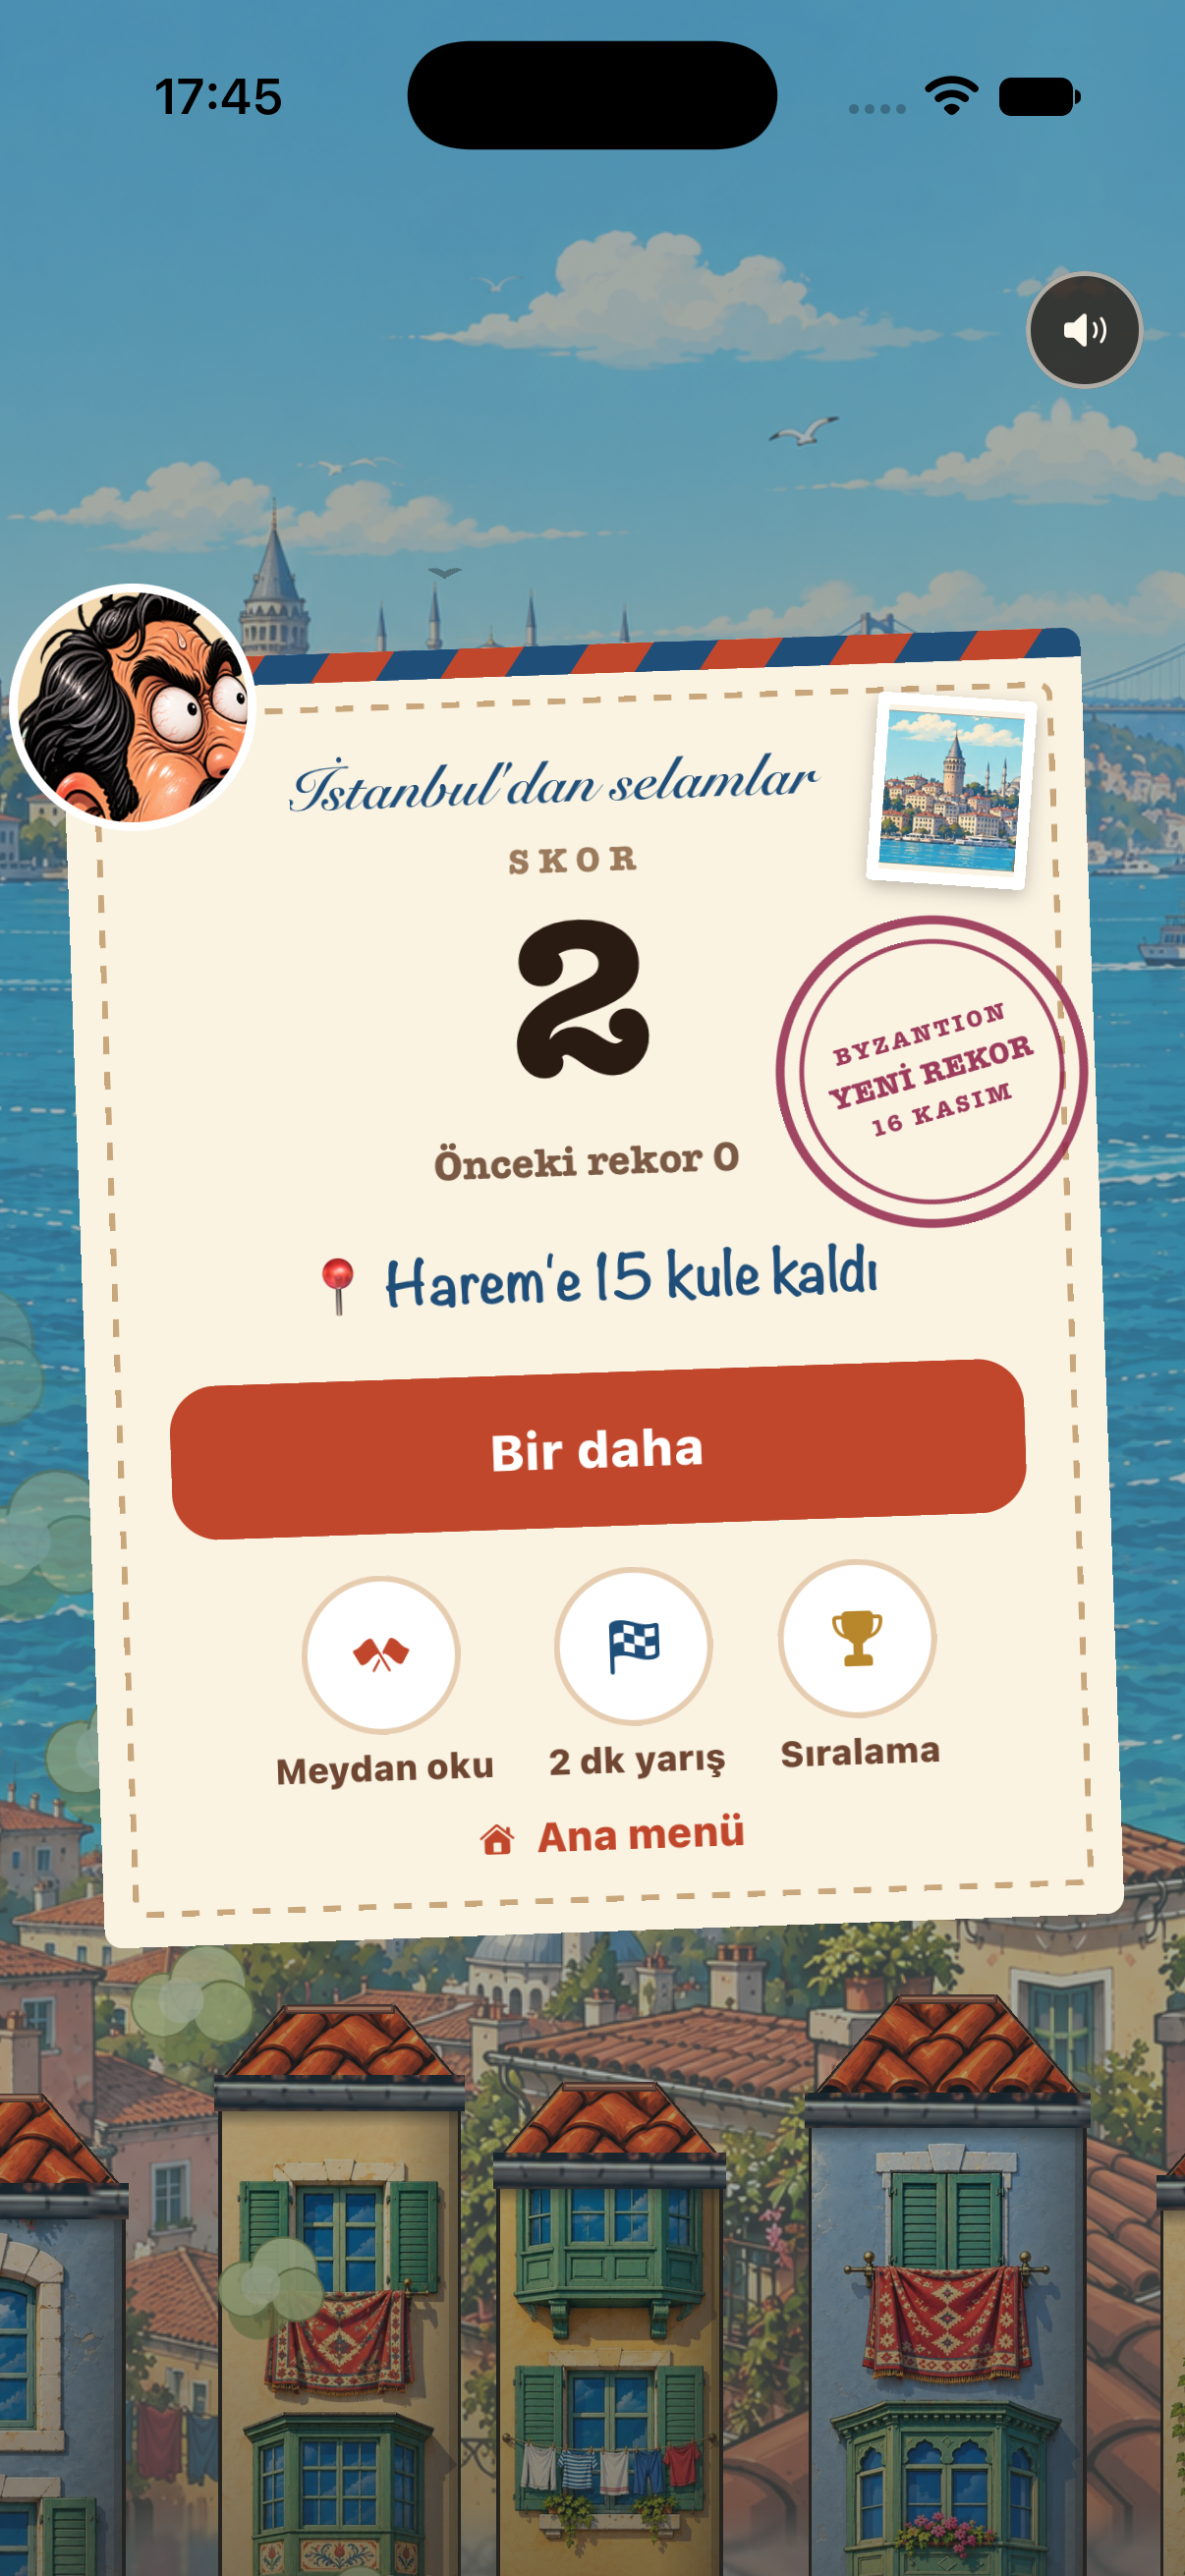 17:45
İstanbul'dan selamlar
SKOR
2
BYZANTION
YENİ REKOR
16 KASIM
Önceki rekor 0
Harem'e 15 kule kaldı
Bir daha
Meydan oku
2 dk yarış
Sıralama
Ana menü